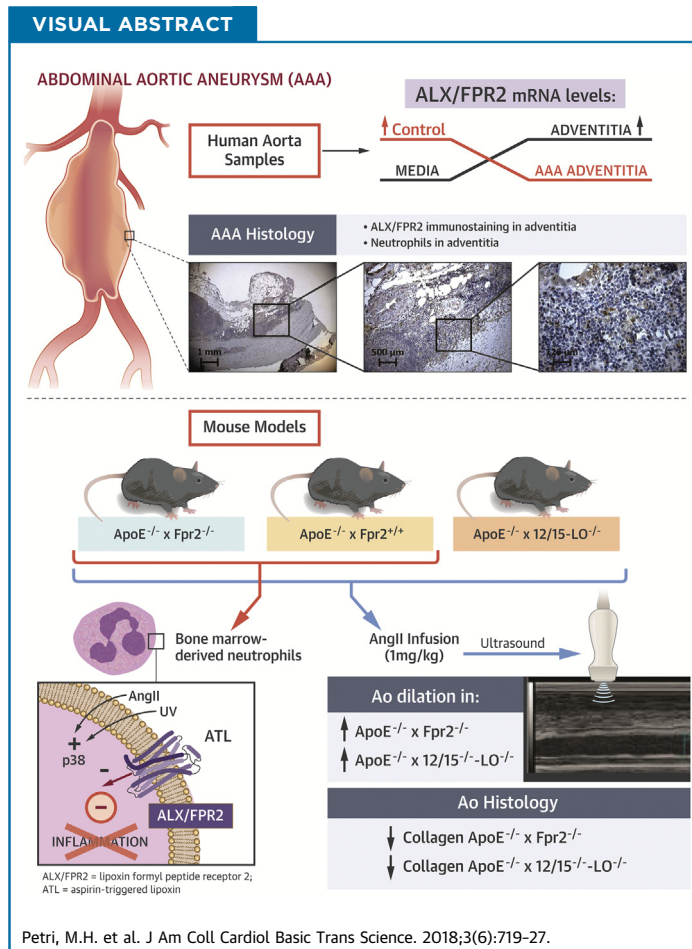 VISUAL ABSTRACT
ABDOMINAL AORTIC ANEURYSM (AAA)
ALX/FPR2 mRNA levels:
Human Aorta
Samples
↑ Control
ADVENTITIA ↑
MEDIA
AAA ADVENTITIA
AAA Histology
• ALX/FPR2 immunostaining in adventitia
• Neutrophils in adventitia
1 mm
500 µm
Mouse Models
ApoE⁻/⁻ x Fpr2⁻/⁻
ApoE⁻/⁻ x Fpr2⁺/⁺
ApoE⁻/⁻ x 12/15-LO⁻/⁻
Bone marrow-
derived neutrophils
AngII Infusion
(1mg/kg)
Ultrasound
AngII
UV
+
p38
ATL
-
−
ALX/FPR2
INFLAMMATION
Ao dilation in:
↑ ApoE⁻/⁻ x Fpr2⁻/⁻
↑ ApoE⁻/⁻ x 12/15⁻/⁻-LO⁻/⁻
Ao Histology
↓ Collagen ApoE⁻/⁻ x Fpr2⁻/⁻
↓ Collagen ApoE⁻/⁻ x 12/15⁻/⁻-LO⁻/⁻
ALX/FPR2 = lipoxin formyl peptide receptor 2;
ATL = aspirin-triggered lipoxin
Petri, M.H. et al. J Am Coll Cardiol Basic Trans Science. 2018;3(6):719–27.